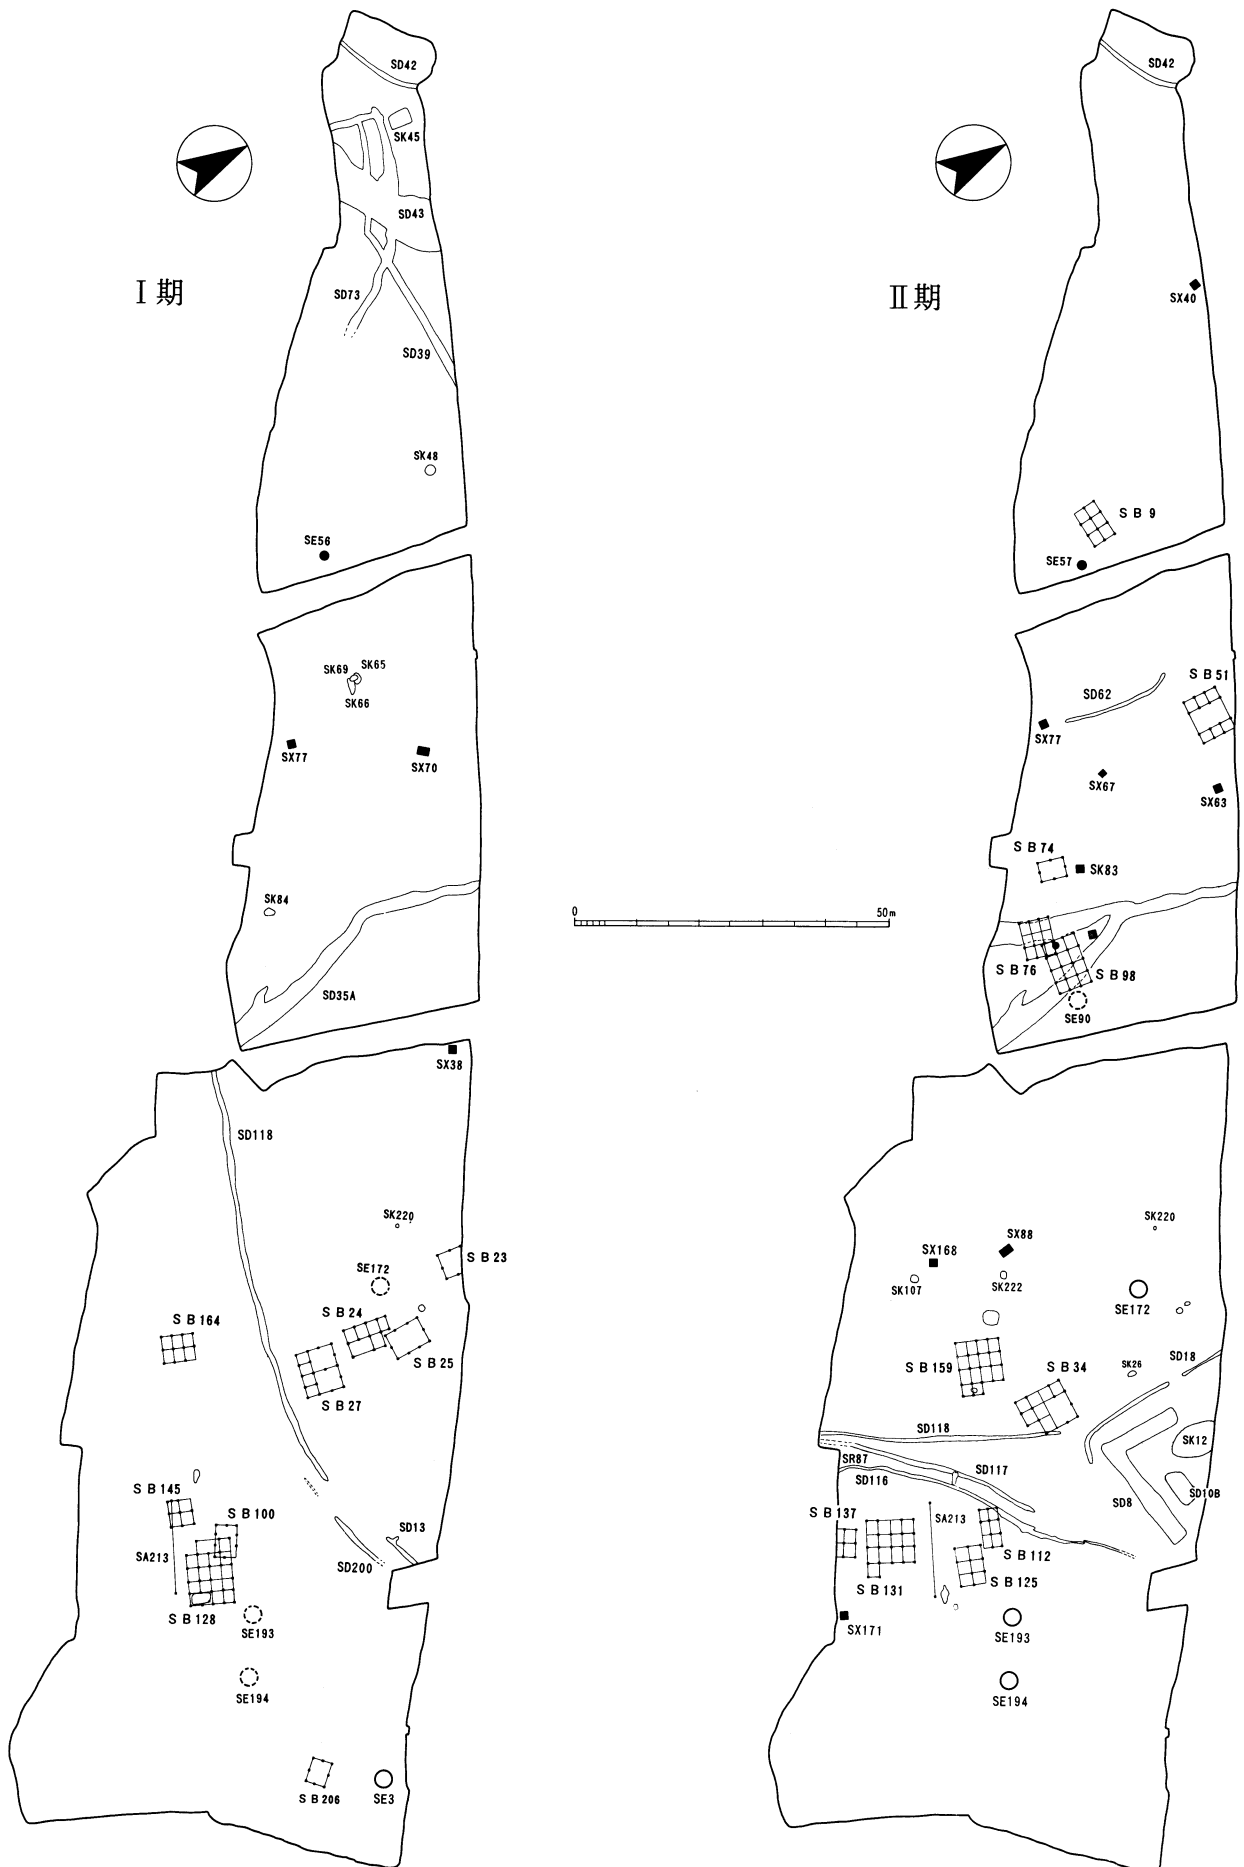 I期
SD42
SK45
SD43
SD73
SD39
SK48
SE56
SK69
SK65
SK66
SX77
SX70
SK84
SD35A
SX38
SD118
SK220
SB23
SE172
SB24
SB164
SB25
SB27
SB145
SB100
SD13
SA213
SD200
SB128
SE193
SE194
SB206
SE3
0
50m
II期
SD42
SX40
SB9
SE57
SB51
SD62
SX77
SX67
SX63
SB74
SK83
SB76
SB98
SE90
SK220
SX88
SX168
SK107
SK222
SE172
SD18
SB159
SB34
SK26
SD118
SK12
SR87
SD117
SD116
SD10B
SD8
SB137
SA213
SB112
SB131
SB125
SX171
SE193
SE194